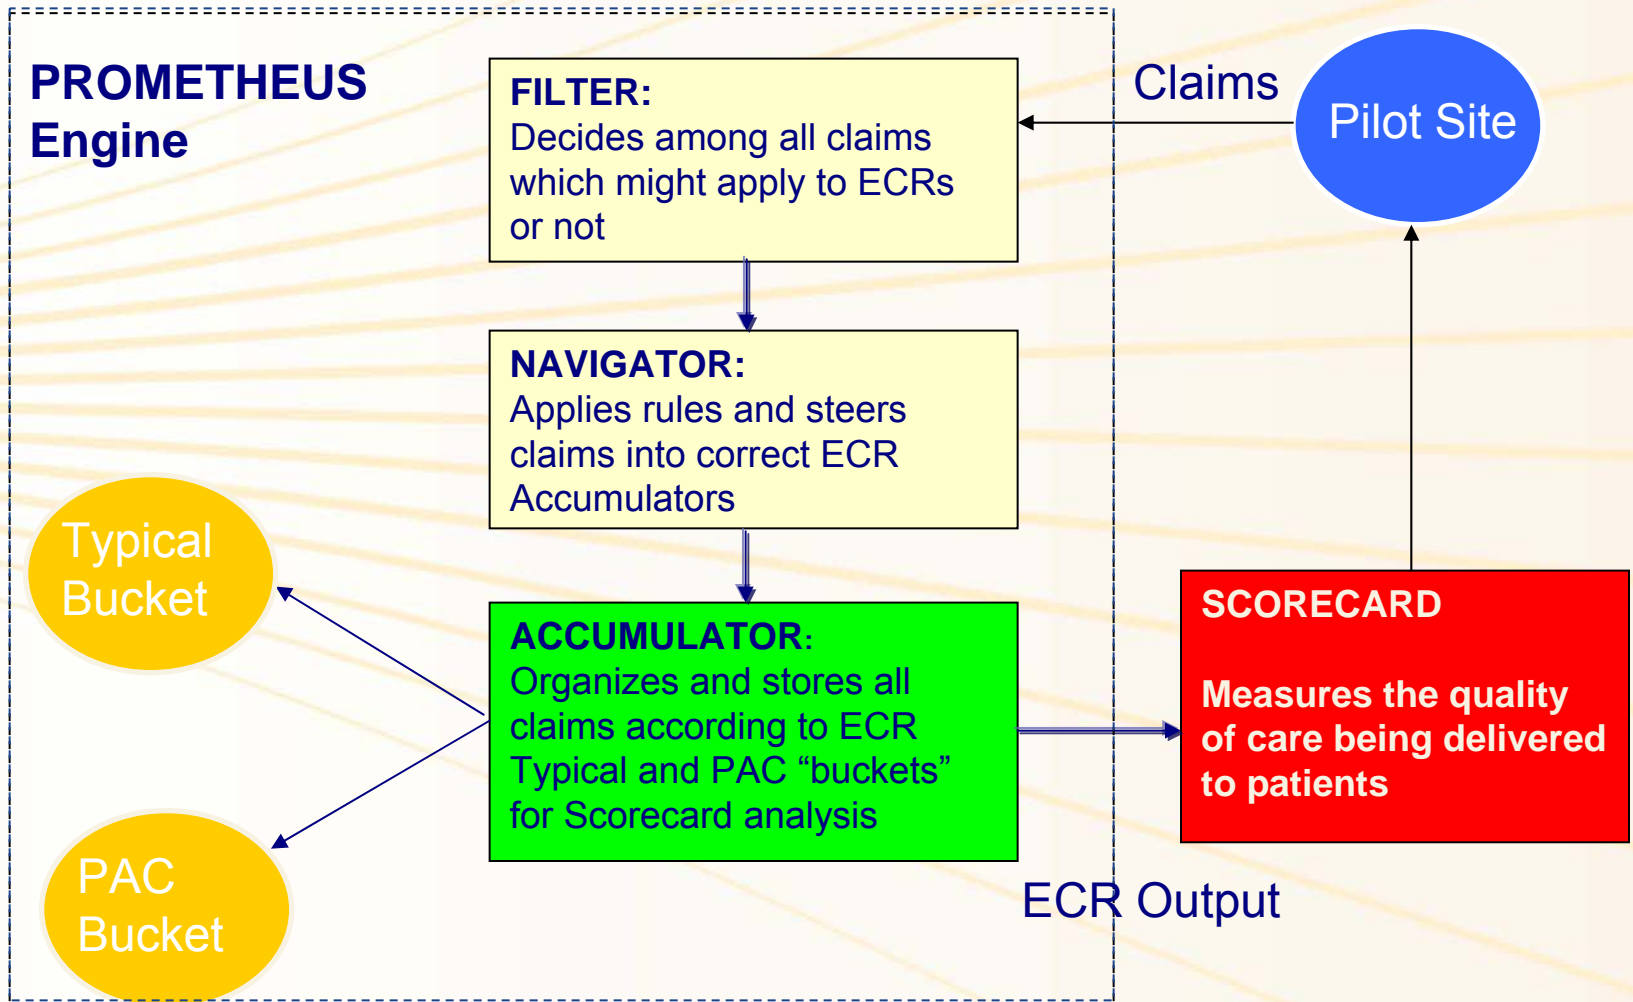 PROMETHEUS
Engine
FILTER:
Decides among all claims
which might apply to ECRs
or not
Claims
Pilot Site
NAVIGATOR:
Applies rules and steers
claims into correct ECR
Accumulators
Typical
Bucket
ACCUMULATOR:
Organizes and stores all
claims according to ECR
Typical and PAC “buckets”
for Scorecard analysis
SCORECARD
Measures the quality
of care being delivered
to patients
PAC
Bucket
ECR Output